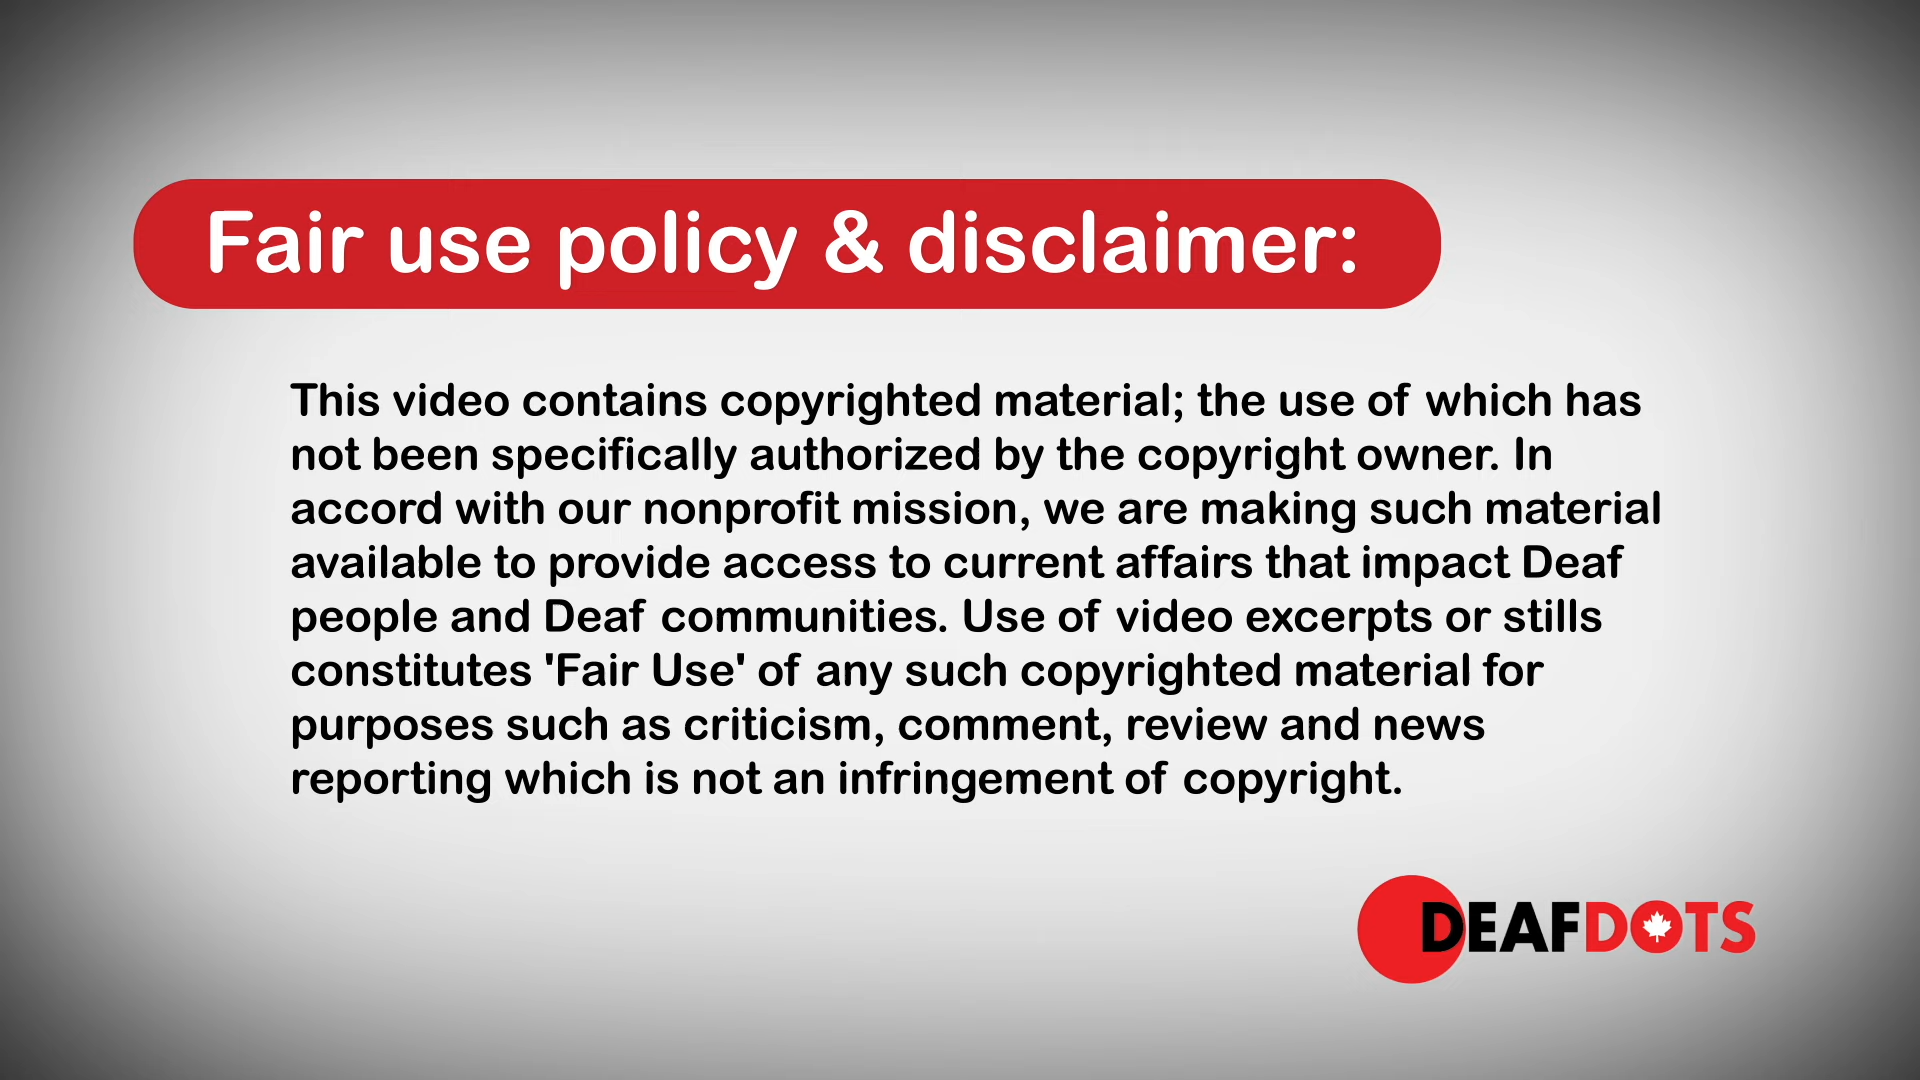 Fair use policy & disclaimer:
This video contains copyrighted material; the use of which has
not been specifically authorized by the copyright owner. In
accord with our nonprofit mission, we are making such material
available to provide access to current affairs that impact Deaf
people and Deaf communities. Use of video excerpts or stills
constitutes 'Fair Use' of any such copyrighted material for
purposes such as criticism, comment, review and news
reporting which is not an infringement of copyright.
DEAFDOTS